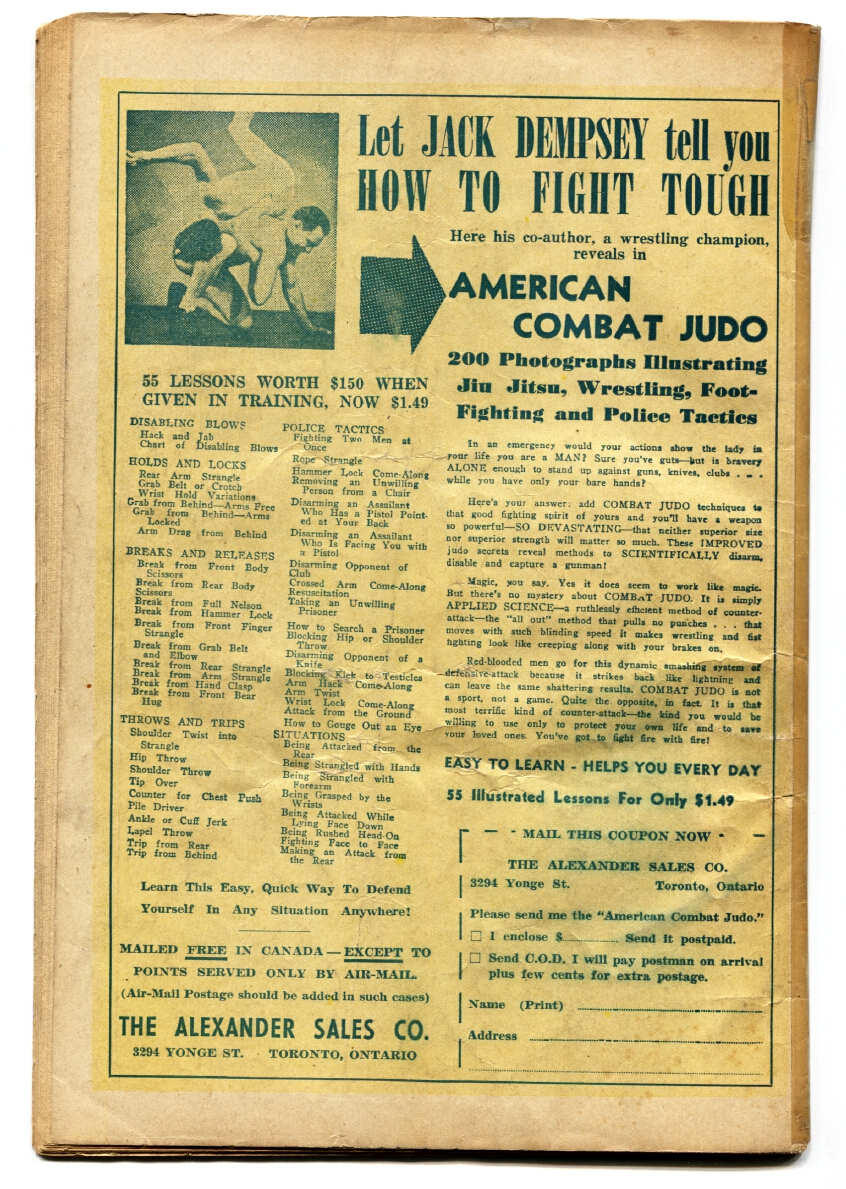 Let JACK DEMPSEY tell you
HOW TO FIGHT TOUGH
Here his co-author, a wrestling champion,
reveals in
AMERICAN
COMBAT JUDO
200 Photographs Illustrating
Jiu Jitsu, Wrestling, Foot-
Fighting and Police Tactics
55 LESSONS WORTH $150 WHEN
GIVEN IN TRAINING, NOW $1.49
DISABLING BLOWS
Hack and Jab
Chart of Disabling Blows
HOLDS AND LOCKS
Rear Arm Strangle
Grab Belt or Crotch
Wrist Hold Variations
Grab from Behind—Arms Free
Grab from Behind—Arms
Locked
Arm Drag from Behind
BREAKS AND RELEASES
Break from Front Body
Scissors
Break from Rear Body
Scissors
Break from Full Nelson
Break from Hammer Lock
Break from Front Finger
Strangle
Break from Grab Belt
and Elbow
Break from Rear Strangle
Break from Arm Strangle
Break from Hand Clasp
Break from Front Bear
Hug
THROWS AND TRIPS
Shoulder Twist into
Strangle
Hip Throw
Shoulder Throw
Tip Over
Counter for Chest Push
Pile Driver
Ankle or Cuff Jerk
Lapel Throw
Trip from Rear
Trip from Behind
POLICE TACTICS
Fighting Two Men at
Once
Rope Strangle
Hammer Lock Come-Along
Removing an Unwilling
Person from a Chair
Disarming an Assailant
Who Has a Pistol Point-
ed at Your Back
Disarming an Assailant
Who Is Facing You with
a Pistol
Disarming Opponent of
Club
Crossed Arm Come-Along
Resuscitation
Taking an Unwilling
Prisoner
How to Search a Prisoner
Blocking Hip or Shoulder
Throw
Disarming Opponent of a
Knife
Blocking Kick to Testicles
Arm Hack Come-Along
Arm Twist
Wrist Lock Come-Along
Attack from the Ground
How to Gouge Out an Eye
SITUATIONS
Being Attacked from the
Rear
Being Strangled with Hands
Being Strangled with
Forearm
Being Grasped by the
Wrists
Being Attacked While
Lying Face Down
Being Rushed Head-On
Fighting Face to Face
Making an Attack from
the Rear
Learn This Easy, Quick Way To Defend
Yourself In Any Situation Anywhere!
MAILED FREE IN CANADA—EXCEPT TO
POINTS SERVED ONLY BY AIR-MAIL.
(Air-Mail Postage should be added in such cases)
THE ALEXANDER SALES CO.
3294 YONGE ST. TORONTO, ONTARIO
In an emergency would your actions show the lady in
your life you are a MAN? Sure you've guts—but is bravery
ALONE enough to stand up against guns, knives, clubs . . .
while you have only your bare hands?
Here's your answer: add COMBAT JUDO techniques to
that good fighting spirit of yours and you'll have a weapon
so powerful—SO DEVASTATING—that neither superior size
nor superior strength will matter so much. These IMPROVED
judo secrets reveal methods to SCIENTIFICALLY disarm,
disable and capture a gunman!
Magic, you say. Yes it does seem to work like magic.
But there's no mystery about COMBAT JUDO. It is simply
APPLIED SCIENCE—a ruthlessly efficient method of counter-
attack—the "all out" method that pulls no punches . . . that
moves with such blinding speed it makes wrestling and fist
fighting look like creeping along with your brakes on.
Red-blooded men go for this dynamic smashing system of
defensive-attack because it strikes back like lightning and
can leave the same shattering results. COMBAT JUDO is not
a sport, not a game. Quite the opposite, in fact. It is that
most terrific kind of counter-attack—the kind you would be
willing to use only to protect your own life and to save
your loved ones. You've got to fight fire with fire!
EASY TO LEARN - HELPS YOU EVERY DAY
55 Illustrated Lessons For Only $1.49
MAIL THIS COUPON NOW
THE ALEXANDER SALES CO.
3294 Yonge St. Toronto, Ontario
Please send me the "American Combat Judo."
I enclose $............ Send It postpaid.
Send C.O.D. I will pay postman on arrival
plus few cents for extra postage.
Name (Print)
Address